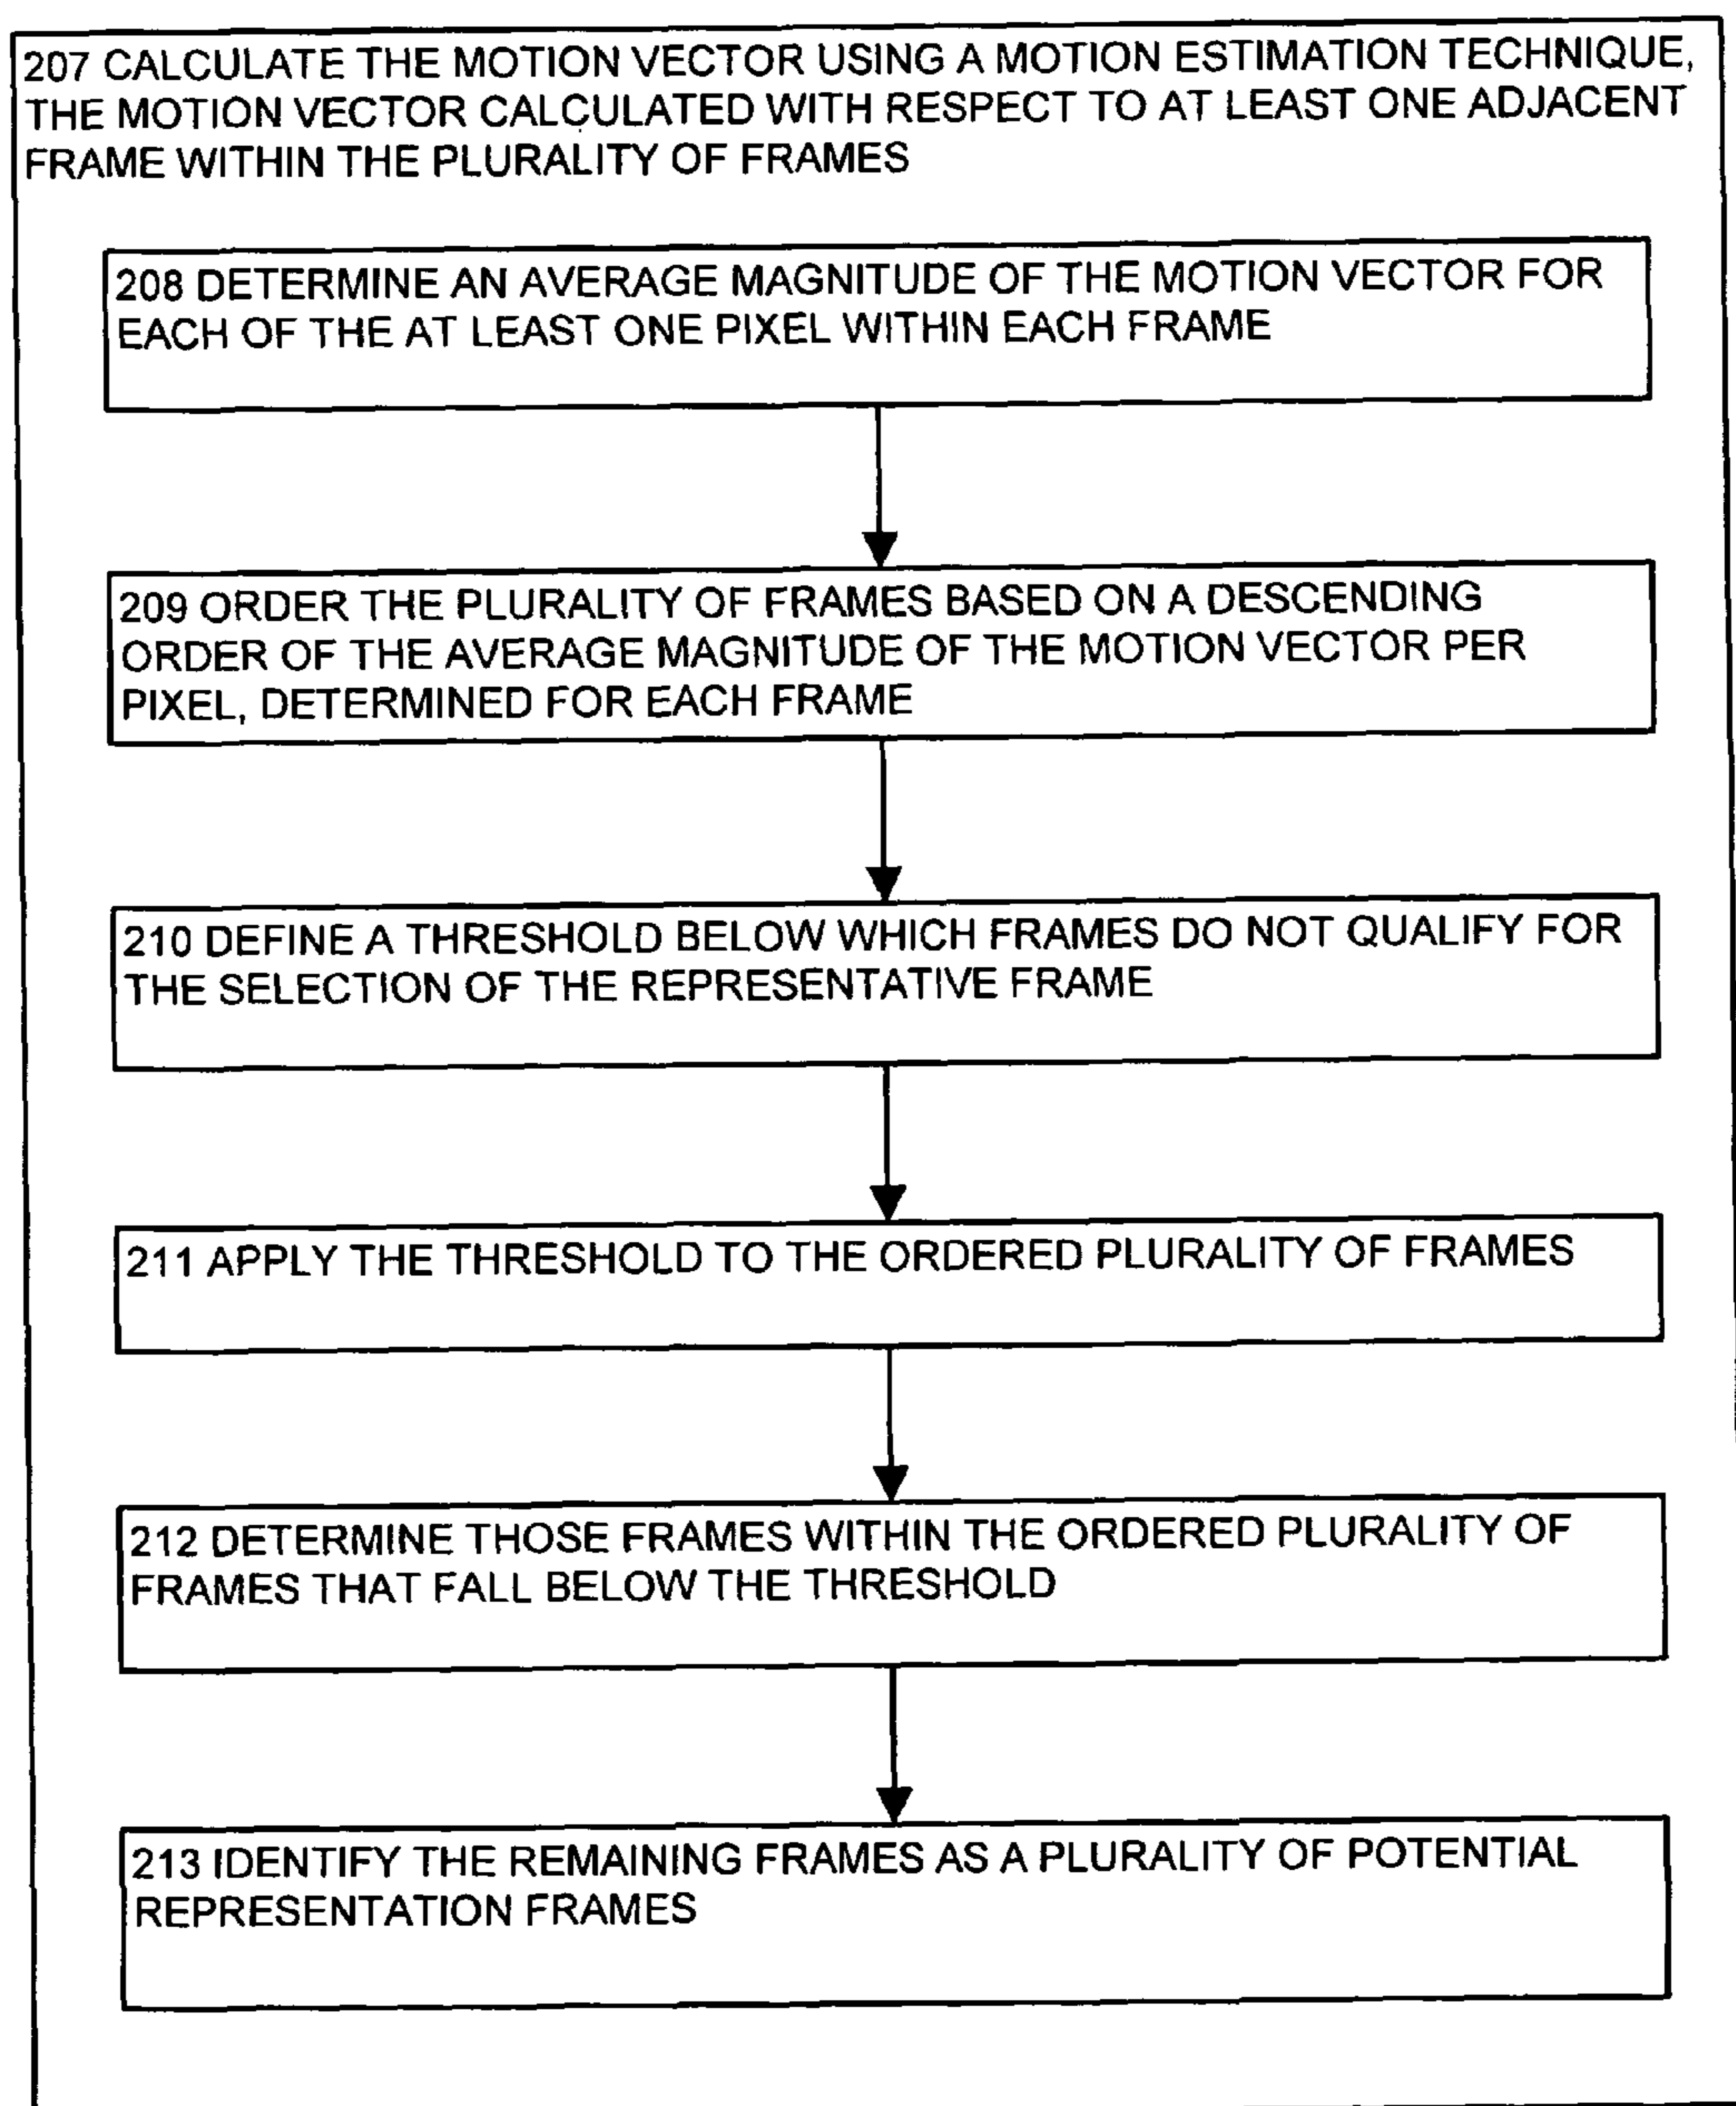 207 CALCULATE THE MOTION VECTOR USING A MOTION ESTIMATION TECHNIQUE,
THE MOTION VECTOR CALCULATED WITH RESPECT TO AT LEAST ONE ADJACENT
FRAME WITHIN THE PLURALITY OF FRAMES
208 DETERMINE AN AVERAGE MAGNITUDE OF THE MOTION VECTOR FOR
EACH OF THE AT LEAST ONE PIXEL WITHIN EACH FRAME
209 ORDER THE PLURALITY OF FRAMES BASED ON A DESCENDING
ORDER OF THE AVERAGE MAGNITUDE OF THE MOTION VECTOR PER
PIXEL, DETERMINED FOR EACH FRAME
210 DEFINE A THRESHOLD BELOW WHICH FRAMES DO NOT QUALIFY FOR
THE SELECTION OF THE REPRESENTATIVE FRAME
211 APPLY THE THRESHOLD TO THE ORDERED PLURALITY OF FRAMES
212 DETERMINE THOSE FRAMES WITHIN THE ORDERED PLURALITY OF
FRAMES THAT FALL BELOW THE THRESHOLD
213 IDENTIFY THE REMAINING FRAMES AS A PLURALITY OF POTENTIAL
REPRESENTATION FRAMES